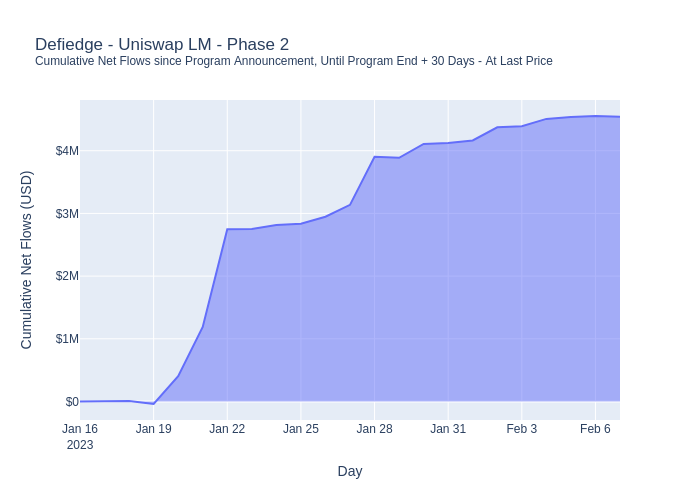 Defiedge - Uniswap LM - Phase 2
Cumulative Net Flows since Program Announcement, Until Program End + 30 Days - At Last Price
Cumulative Net Flows (USD)
$4M
$3M
$2M
$1M
$0
Jan 16 Jan 19 Jan 22 Jan 25 Jan 28 Jan 31 Feb 3 Feb 6
2023
Day